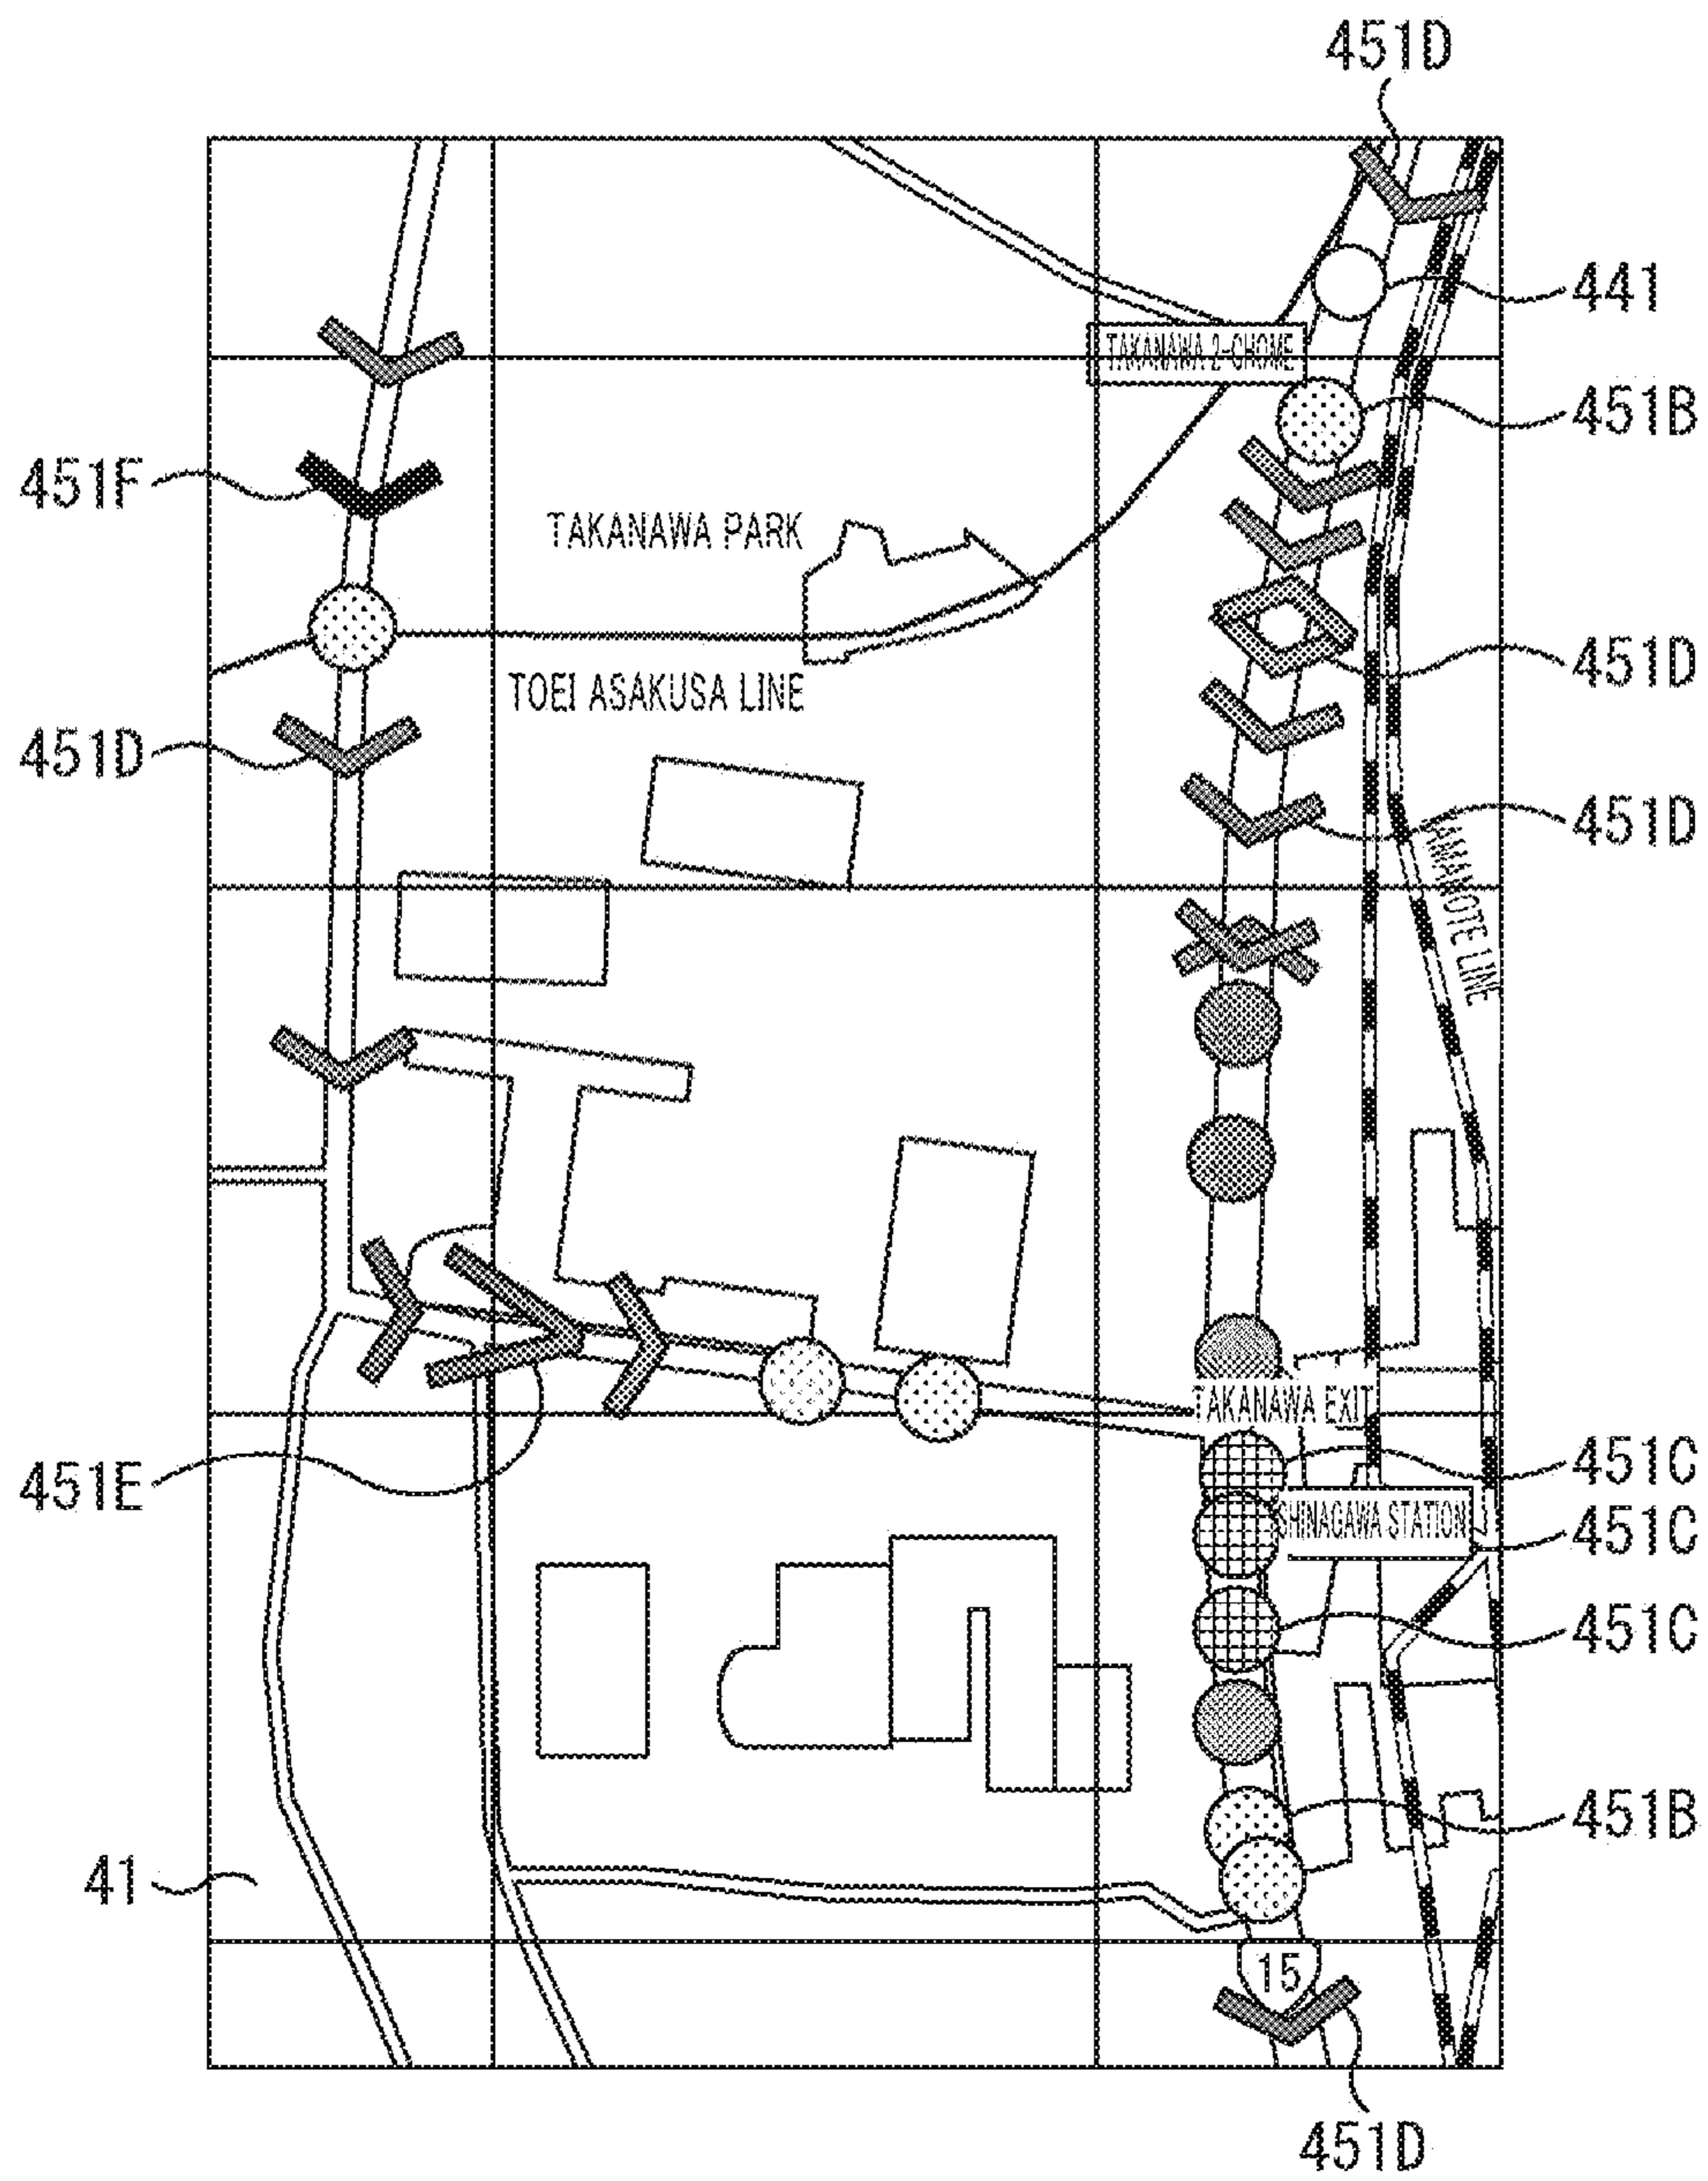 451D
441
TAKANAWA 2-CHOME
451B
451F
TAKANAWA PARK
451D
TOEI ASAKUSA LINE
451D
451D
YAMANOTE LINE
TAKANAWA EXIT
451C
451E
SHINAGAWA STATION
451C
451C
451B
41
15
451D